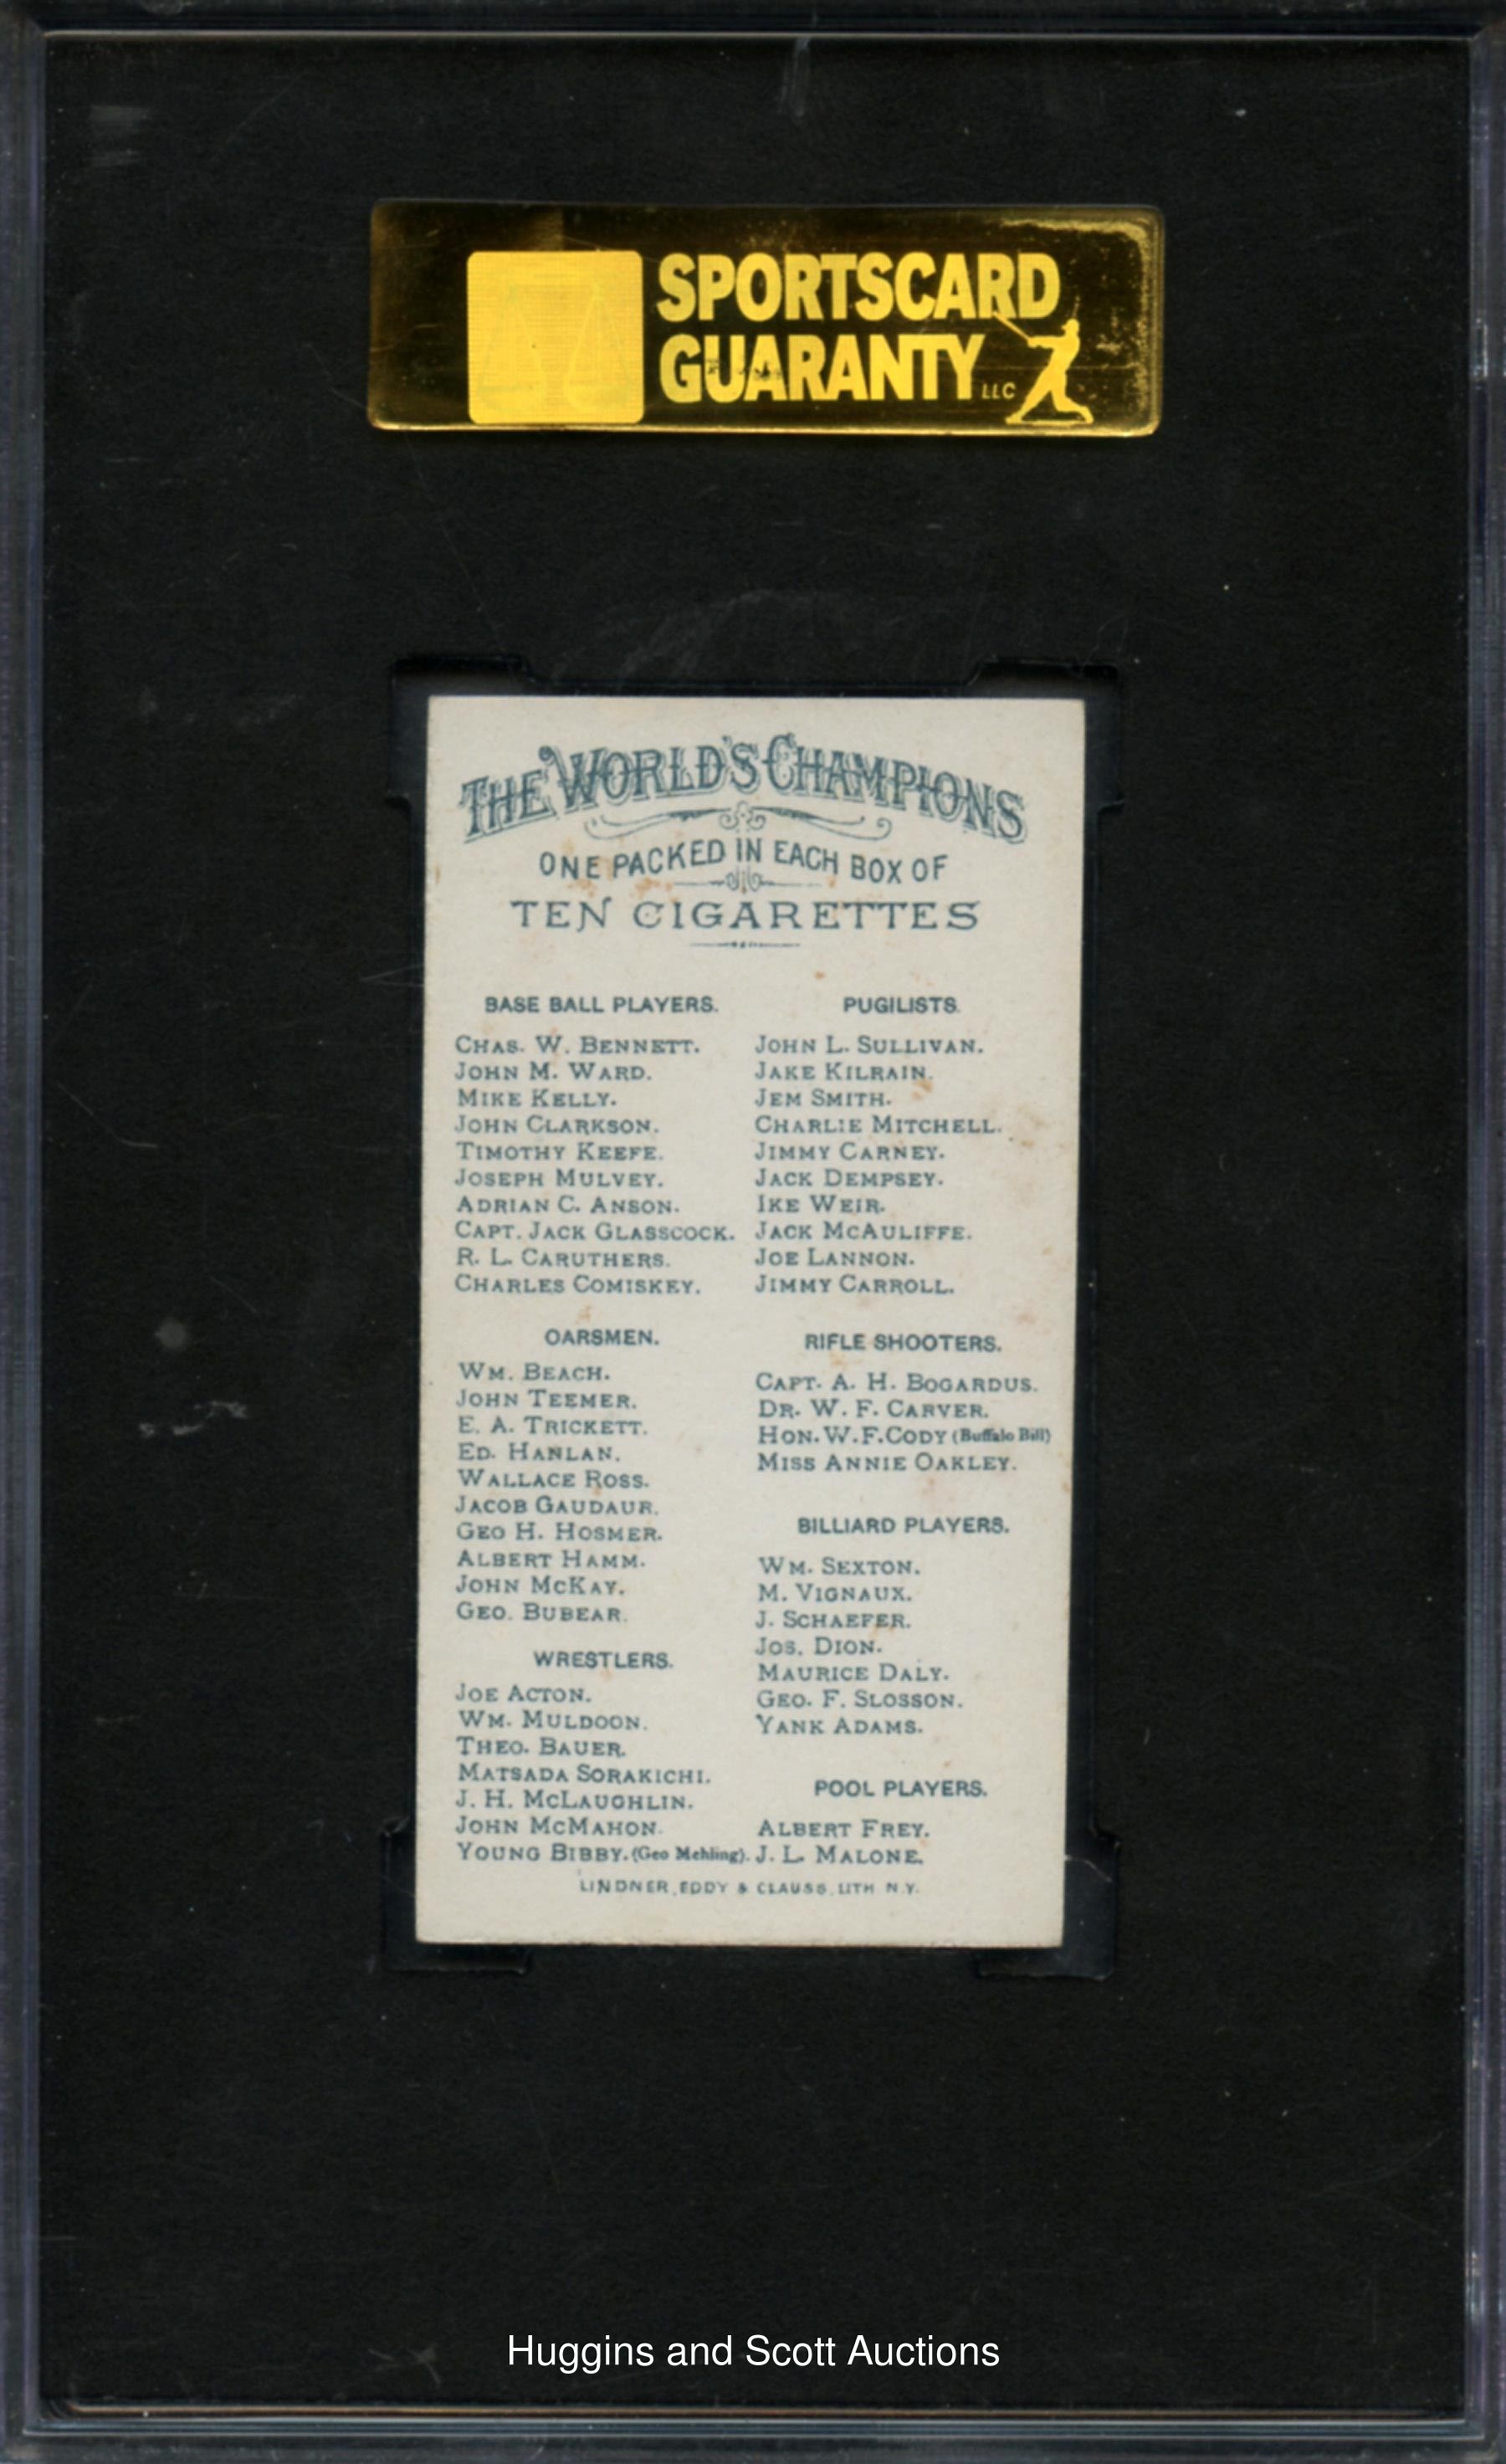 SPORTSCARD
GUARANTY LLC
THE WORLD'S CHAMPIONS
ONE PACKED IN EACH BOX OF
TEN CIGARETTES
BASE BALL PLAYERS.
CHAS. W. BENNETT.
JOHN M. WARD.
MIKE KELLY.
JOHN CLARKSON.
TIMOTHY KEEFE.
JOSEPH MULVEY.
ADRIAN C. ANSON.
CAPT. JACK GLASSCOCK.
R. L. CARUTHERS.
CHARLES COMISKEY.
OARSMEN.
WM. BEACH.
JOHN TEEMER.
E. A. TRICKETT.
ED. HANLAN.
WALLACE ROSS.
JACOB GAUDAUR.
GEO H. HOSMER.
ALBERT HAMM.
JOHN MCKAY.
GEO. BUBEAR.
WRESTLERS.
JOE ACTON.
WM. MULDOON.
THEO. BAUER.
MATSADA SORAKICHI.
J. H. MCLAUGHLIN.
JOHN MCMAHON.
YOUNG BIBBY. (Geo Mehling).
PUGILISTS.
JOHN L. SULLIVAN.
JAKE KILRAIN.
JEM SMITH.
CHARLIE MITCHELL.
JIMMY CARNEY.
JACK DEMPSEY.
IKE WEIR.
JACK MCAULIFFE.
JOE LANNON.
JIMMY CARROLL.
RIFLE SHOOTERS.
CAPT. A. H. BOGARDUS.
DR. W. F. CARVER.
HON. W. F. CODY (Buffalo Bill)
MISS ANNIE OAKLEY.
BILLIARD PLAYERS.
WM. SEXTON.
M. VIGNAUX.
J. SCHAEFER.
JOS. DION.
MAURICE DALY.
GEO. F. SLOSSON.
YANK ADAMS.
POOL PLAYERS.
ALBERT FREY.
J. L. MALONE.
LINDNER, EDDY & CLAUSS, LITH N.Y.
Huggins and Scott Auctions